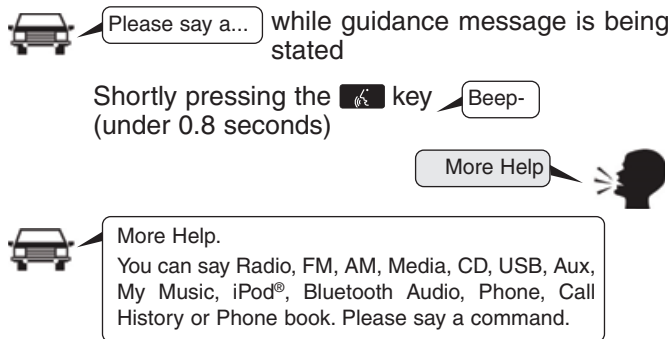 Please say a... while guidance message is being
stated
Shortly pressing the key Beep-
(under 0.8 seconds)
More Help
More Help.
You can say Radio, FM, AM, Media, CD, USB, Aux,
My Music, iPod®, Bluetooth Audio, Phone, Call
History or Phone book. Please say a command.